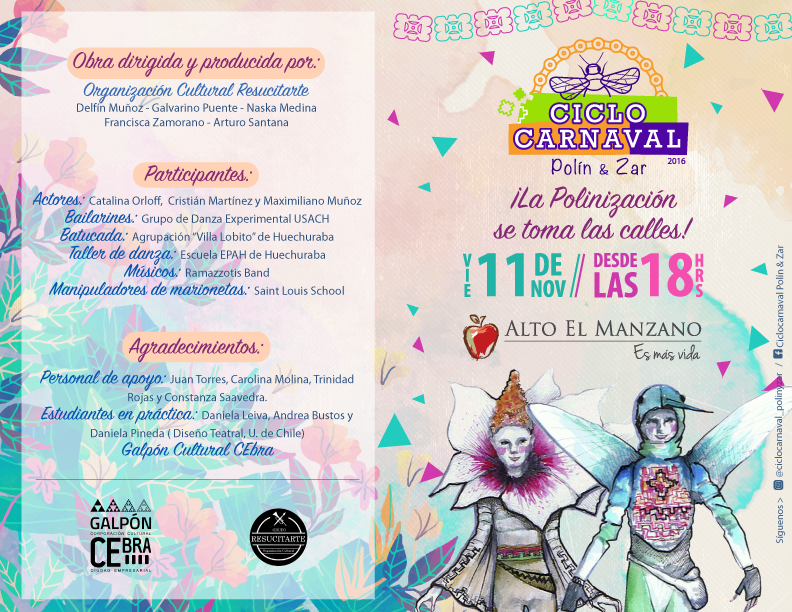 Obra dirigida y producida por.:
Organización Cultural Resucitarte
Delfín Muñoz - Galvarino Puente - Naska Medina
Francisca Zamorano - Arturo Santana
Participantes.:
Actores.: Catalina Orloff, Cristián Martínez y Maximiliano Muñoz
Bailarines.: Grupo de Danza Experimental USACH
Batucada.: Agrupación "Villa Lobito" de Huechuraba
Taller de danza.: Escuela EPAH de Huechuraba
Músicos.: Ramazzotis Band
Manipuladores de marionetas.: Saint Louis School
Agradecimientos.:
Personal de apoyo: Juan Torres, Carolina Molina, Trinidad
Rojas y Constanza Saavedra.
Estudiantes en práctica.: Daniela Leiva, Andrea Bustos y
Daniela Pineda ( Diseño Teatral, U. de Chile)
Galpón Cultural CEbra
GALPÓN
CORPORACIÓN CULTURAL
CEBRA
CIUDAD EMPRESARIAL
GRUPO
RESUCITARTE
CICLO
CARNAVAL
2016
Polín & Zar
¡La Polinización
se toma las calles!
VIE 11 DE NOV // DESDE LAS 18 HRS
ALTO EL MANZANO
Es más vida
Síguenos > @ciclocarnaval_polinyzar / Ciclocarnaval Polín & Zar